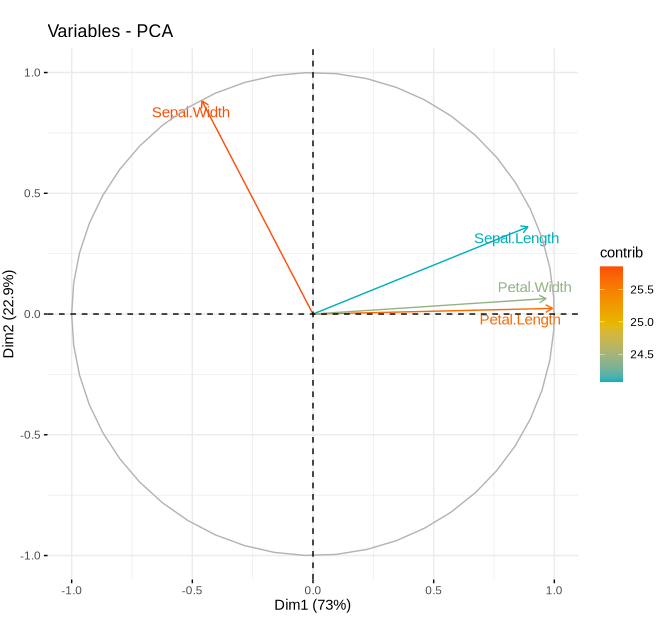 Variables - PCA
1.0
Sepal.Width
0.5
Sepal.Length
Petal.Width
0.0
Petal.Length
-0.5
-1.0
Dim2 (22.9%)
-1.0 -0.5 0.0 0.5 1.0
Dim1 (73%)
contrib
25.5
25.0
24.5